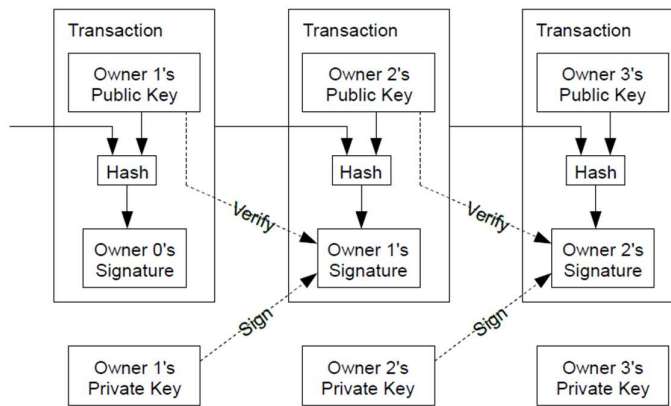 Transaction
Owner 1's
Public Key
Hash
Owner 0's
Signature
Transaction
Owner 2's
Public Key
Hash
Verify
Owner 1's
Signature
Transaction
Owner 3's
Public Key
Hash
Verify
Owner 2's
Signature
Sign
Sign
Owner 1's
Private Key
Owner 2's
Private Key
Owner 3's
Private Key